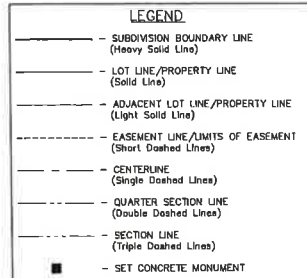 LEGEND
- SUBDIVISION BOUNDARY LINE
(Heavy Solid Line)
- LOT LINE/PROPERTY LINE
(Solid Line)
- ADJACENT LOT LINE/PROPERTY LINE
(Light Solid Line)
- EASEMENT LINE/LIMITS OF EASEMENT
(Short Dashed Lines)
- CENTERLINE
(Single Dashed Lines)
- QUARTER SECTION LINE
(Double Dashed Lines)
- SECTION LINE
(Triple Dashed Lines)
- SET CONCRETE MONUMENT